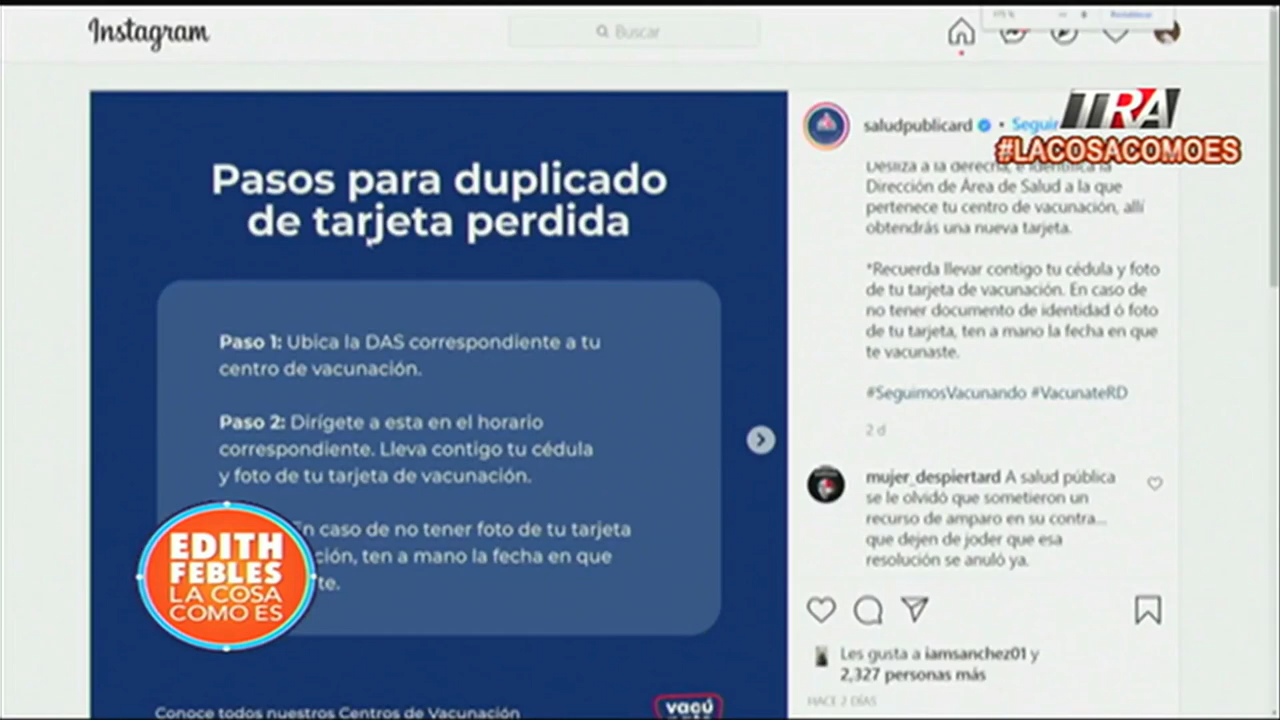 Instagram
Buscar
TRA
#LACOSACOMOES
Pasos para duplicado
de tarjeta perdida
Paso 1: Ubica la DAS correspondiente a tu
centro de vacunación.
Paso 2: Dirígete a esta en el horario
correspondiente. Lleva contigo tu cédula
y foto de tu tarjeta de vacunación.
En caso de no tener foto de tu tarjeta
ción, ten a mano la fecha en que
te.
EDITH
FEBLES
LA COSA
COMO ES
Conoce todos nuestros Centros de Vacunación
vacú
saludpublicard • Seguir
Desliza a la derecha, e identifica la
Dirección de Área de Salud a la que
pertenece tu centro de vacunación, allí
obtendrás una nueva tarjeta.
*Recuerda llevar contigo tu cédula y foto
de tu tarjeta de vacunación. En caso de
no tener documento de identidad ó foto
de tu tarjeta, ten a mano la fecha en que
te vacunaste.
#SeguimosVacunando #VacunateRD
2 d
mujer_despiertard A salud pública
se le olvidó que sometieron un
recurso de amparo en su contra...
que dejen de joder que esa
resolución se anuló ya.
Les gusta a iamsanchez01 y
2,327 personas más
HACE 2 DÍAS